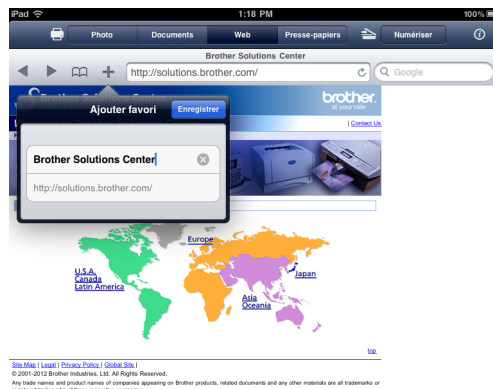 iPad 1:18 PM 100%
Photo Documents Web Presse-papiers Numériser
Brother Solutions Center
http://solutions.brother.com/ Google
Ajouter favori Enregistrer
brother
at your side
Contact Us
Brother Solutions Center
http://solutions.brother.com/
Europe
U.S.A.
Canada
Latin America
Japan
Asia
Oceania
top
Site Map | Legal | Privacy Policy | Global Site |
© 2001-2012 Brother Industries, Ltd. All Rights Reserved.
Any trade names and product names of companies appearing on Brother products, related documents and any other materials are all trademarks or